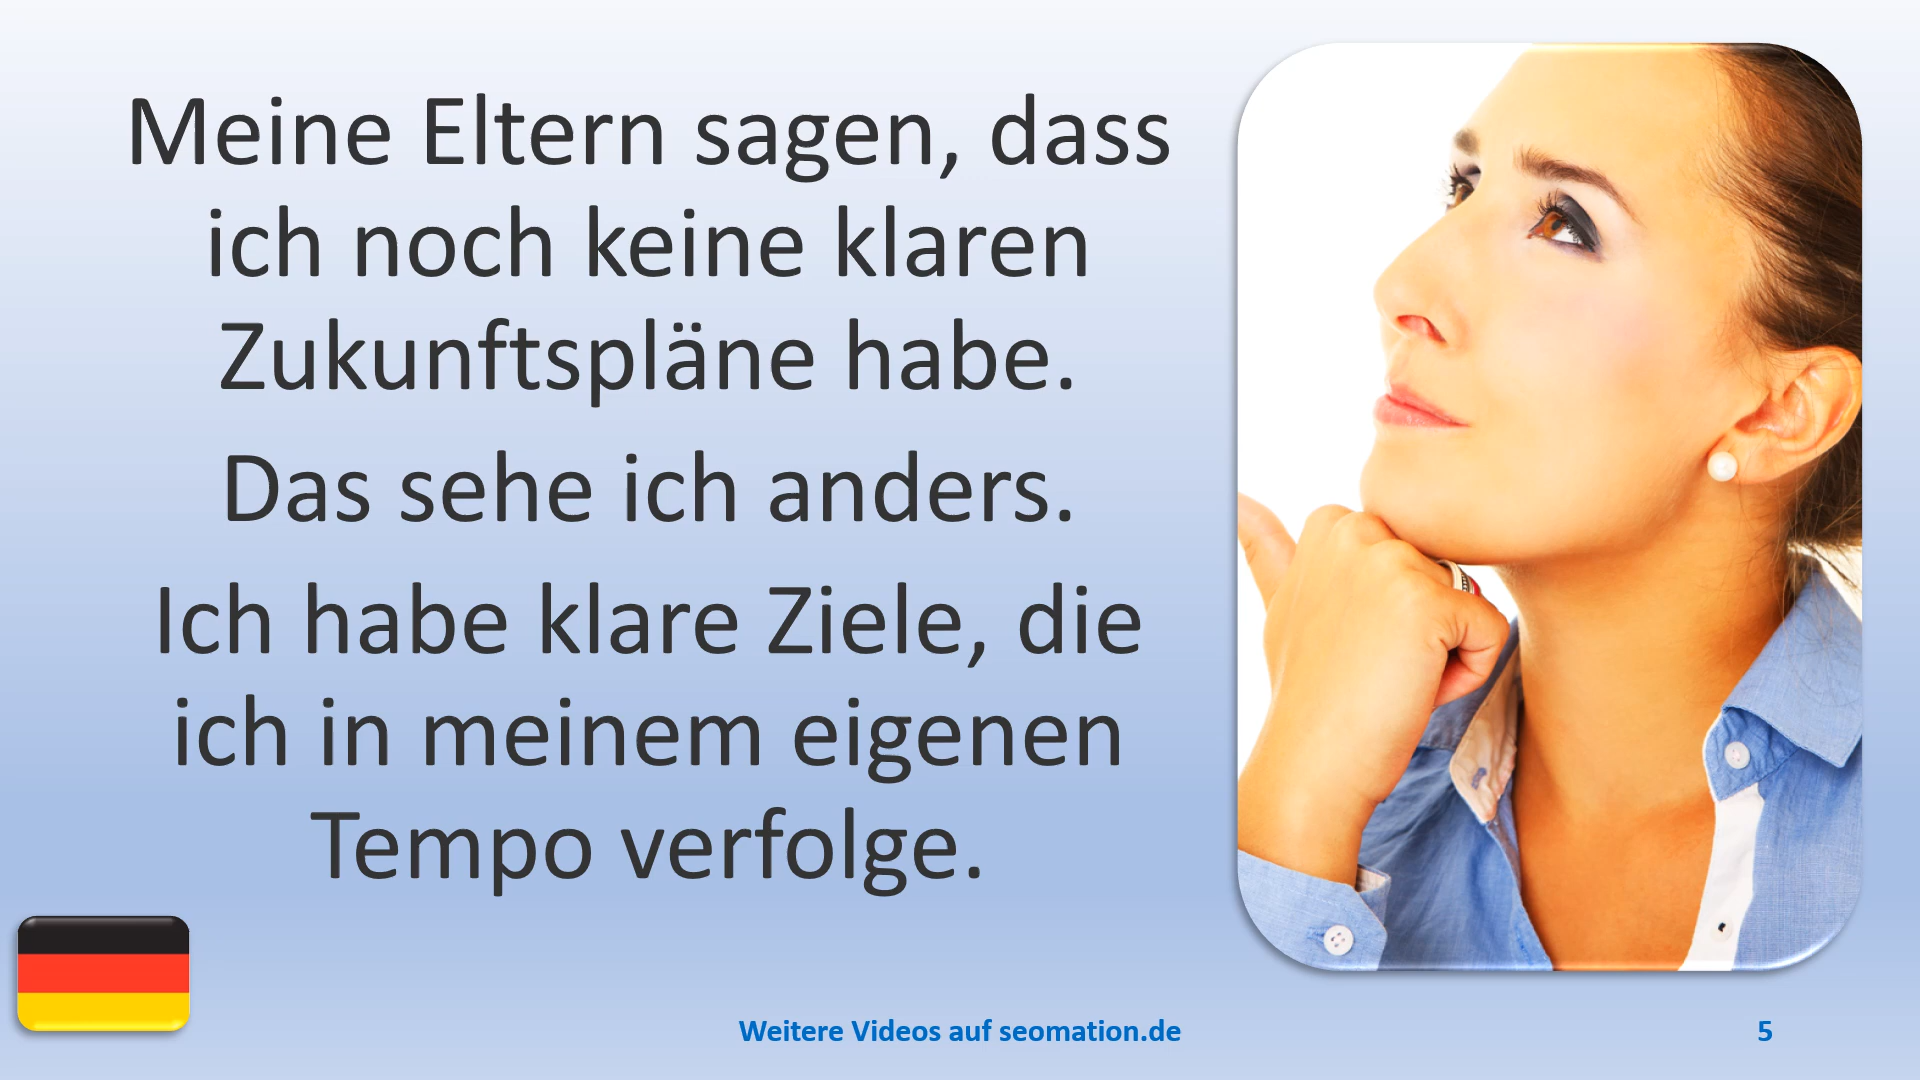 Meine Eltern sagen, dass
ich noch keine klaren
Zukunftspläne habe.
Das sehe ich anders.
Ich habe klare Ziele, die
ich in meinem eigenen
Tempo verfolge.
Weitere Videos auf seomation.de
5